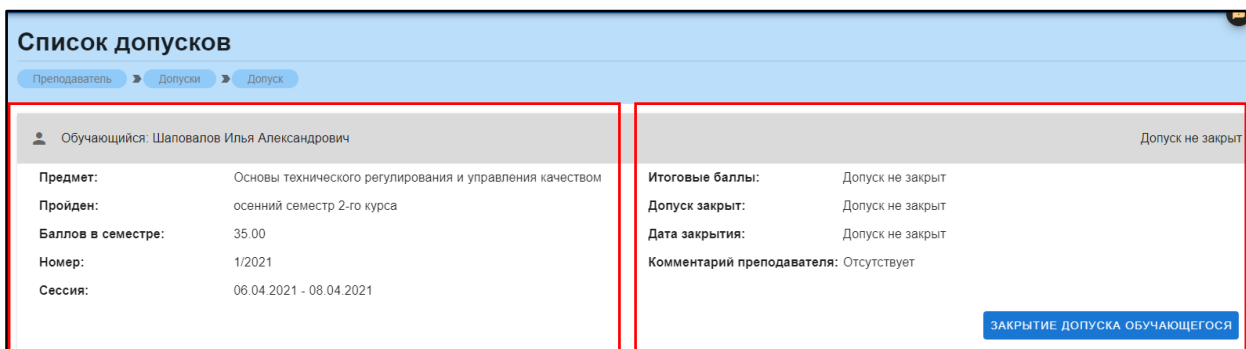 Список допусков
Преподаватель Допуски Допуск
Обучающийся: Шаповалов Илья Александрович Допуск не закрыт
Предмет: Основы технического регулирования и управления качеством Итоговые баллы: Допуск не закрыт
Пройден: осенний семестр 2-го курса Допуск закрыт: Допуск не закрыт
Баллов в семестре: 35.00 Дата закрытия: Допуск не закрыт
Номер: 1/2021 Комментарий преподавателя: Отсутствует
Сессия: 06.04.2021 - 08.04.2021
ЗАКРЫТИЕ ДОПУСКА ОБУЧАЮЩЕГОСЯ